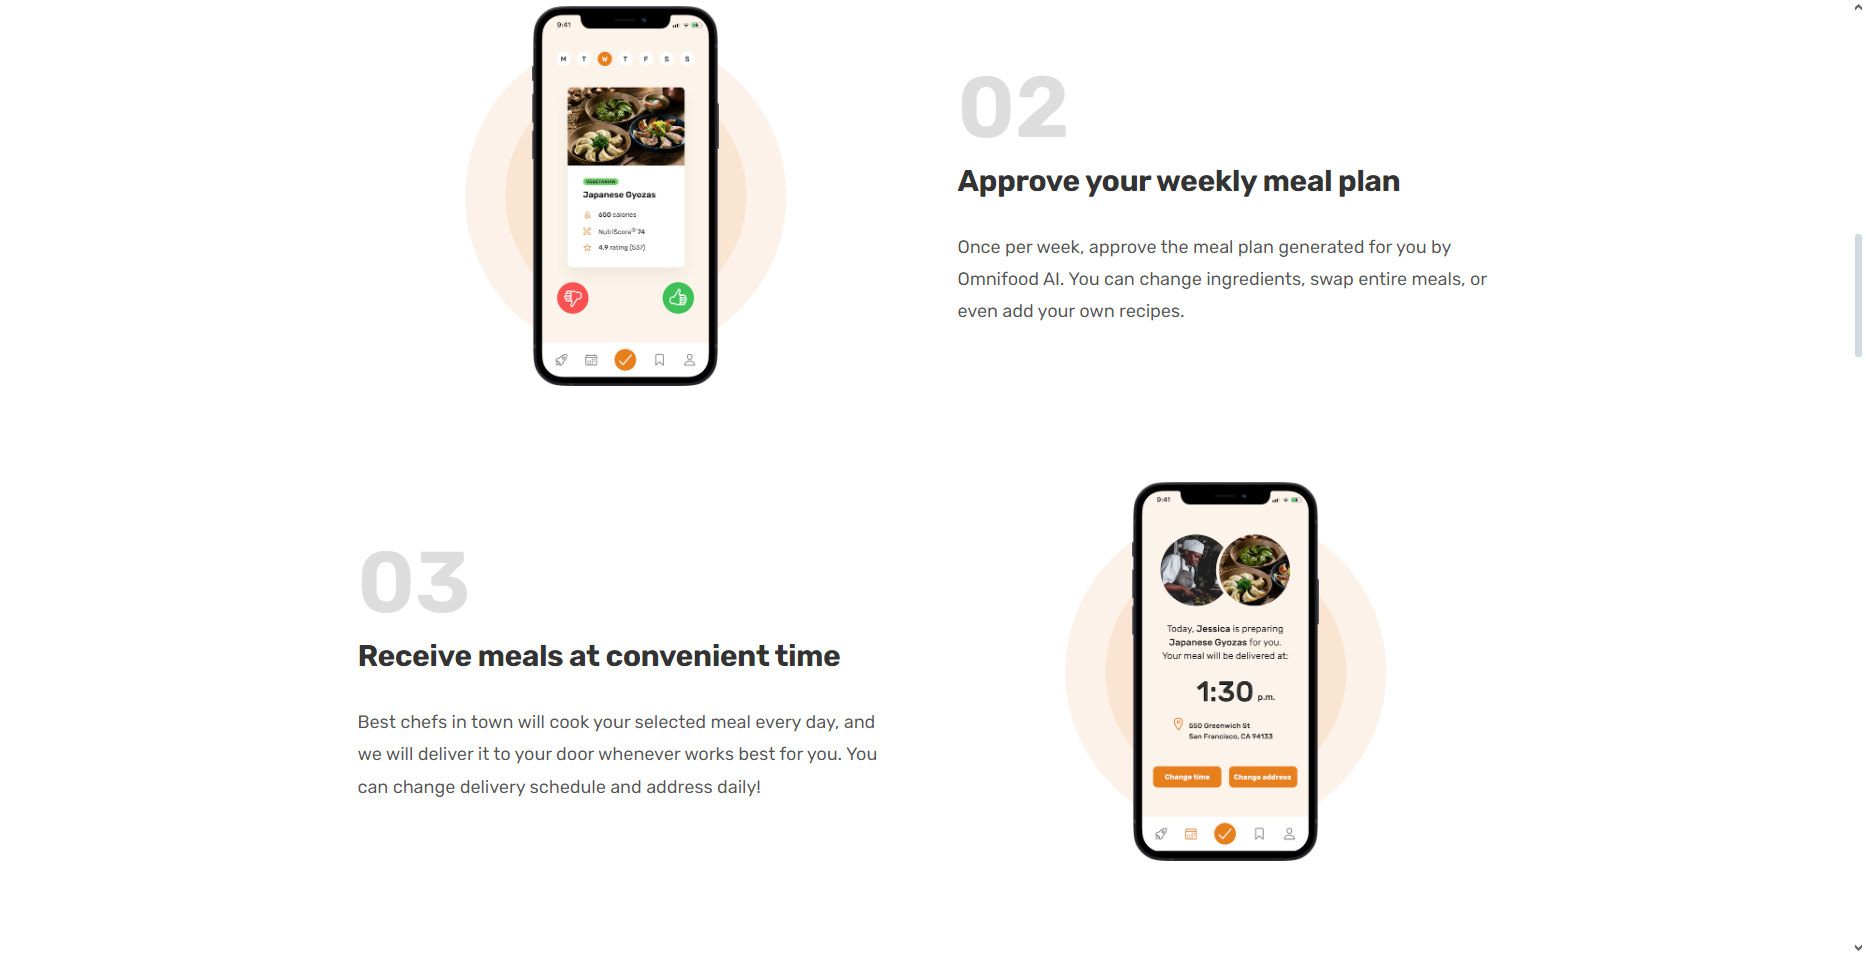 9:41
M T W T F S S
VEGETARIAN
Japanese Gyozas
650 calories
NutriScore® 74
4.9 rating (537)
02
Approve your weekly meal plan
Once per week, approve the meal plan generated for you by
Omnifood AI. You can change ingredients, swap entire meals, or
even add your own recipes.
03
Receive meals at convenient time
Best chefs in town will cook your selected meal every day, and
we will deliver it to your door whenever works best for you. You
can change delivery schedule and address daily!
9:41
Today, Jessica is preparing
Japanese Gyozas for you.
Your meal will be delivered at:
1:30 p.m.
550 Greenwich St
San Francisco, CA 94133
Change time Change address